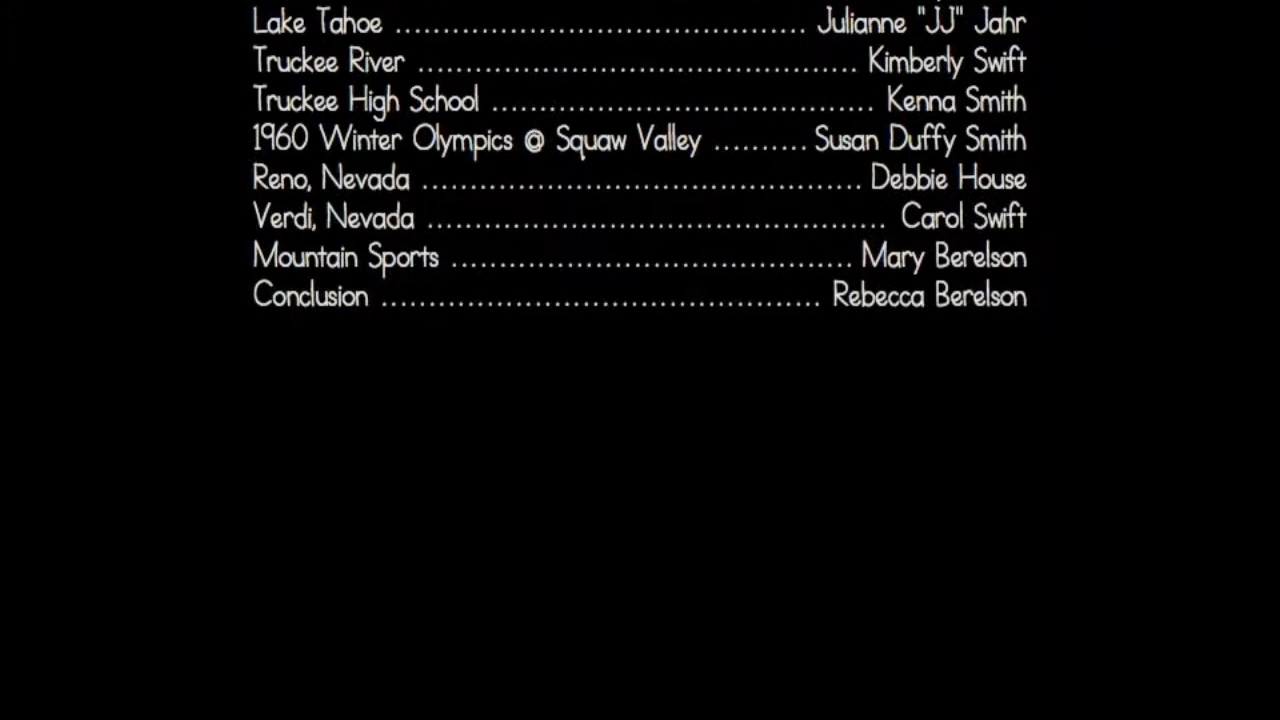 Lake Tahoe ........................................ Julianne "JJ" Jahr
Truckee River .......................................... Kimberly Swift
Truckee High School ..................................... Kenna Smith
1960 Winter Olympics @ Squaw Valley .......... Susan Duffy Smith
Reno, Nevada .......................................... Debbie House
Verdi, Nevada ............................................ Carol Swift
Mountain Sports ....................................... Mary Berelson
Conclusion .......................................... Rebecca Berelson